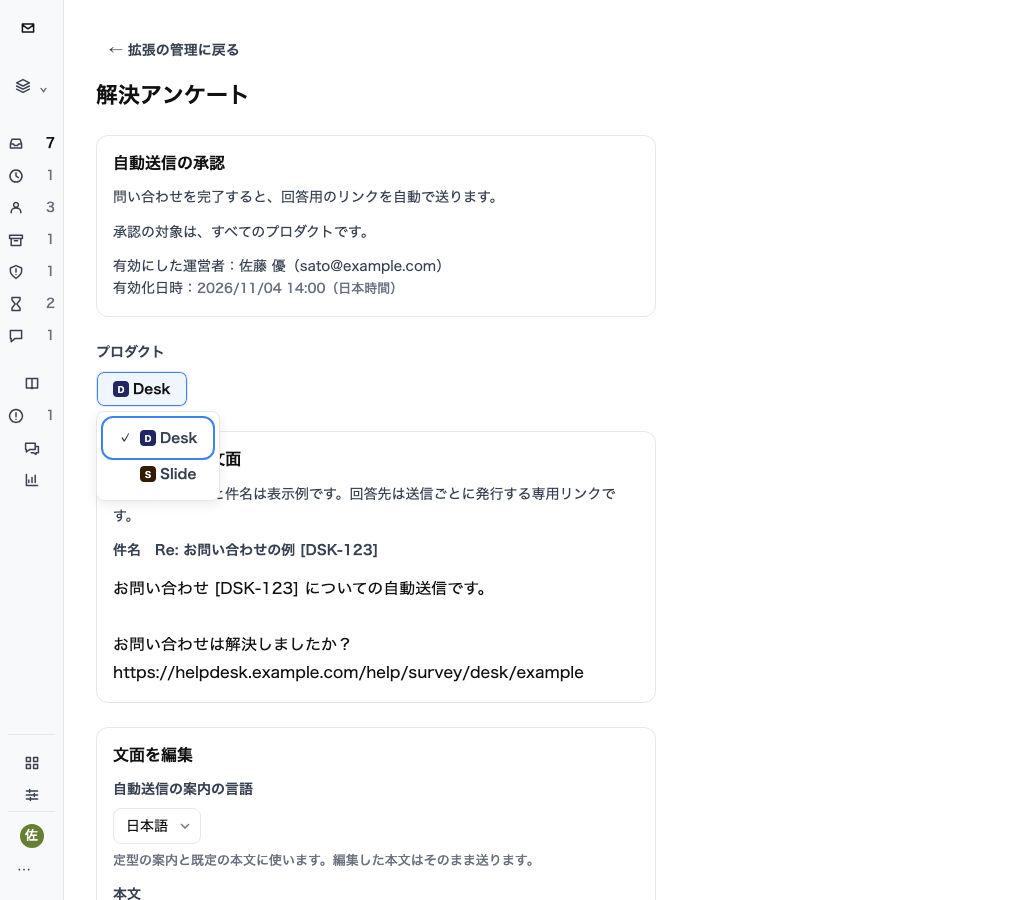 ← 拡張の管理に戻る
解決アンケート
7
1
3
1
1
2
1
1
佐
…
自動送信の承認
問い合わせを完了すると、回答用のリンクを自動で送ります。
承認の対象は、すべてのプロダクトです。
有効にした運営者：佐藤 優（sato@example.com）
有効化日時：2026/11/04 14:00（日本時間）
プロダクト
D Desk
✓ D Desk
S Slide
文面
と件名は表示例です。回答先は送信ごとに発行する専用リンクで
す。
件名 Re: お問い合わせの例 [DSK-123]
お問い合わせ [DSK-123] についての自動送信です。
お問い合わせは解決しましたか？
https://helpdesk.example.com/help/survey/desk/example
文面を編集
自動送信の案内の言語
日本語
定型の案内と既定の本文に使います。編集した本文はそのまま送ります。
本文